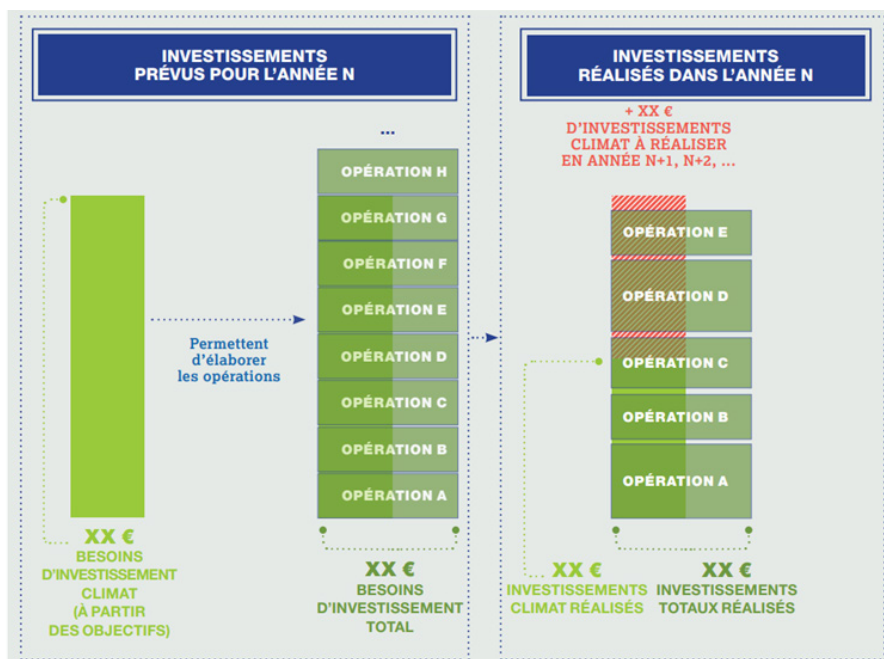 INVESTISSEMENTS
PRÉVUS POUR L'ANNÉE N
...
OPÉRATION H
OPÉRATION G
OPÉRATION F
OPÉRATION E
OPÉRATION D
OPÉRATION C
OPÉRATION B
OPÉRATION A
Permettent
d'élaborer
les opérations
XX €
BESOINS
D'INVESTISSEMENT
CLIMAT
(À PARTIR
DES OBJECTIFS)
XX €
BESOINS
D'INVESTISSEMENT
TOTAL
INVESTISSEMENTS
RÉALISÉS DANS L'ANNÉE N
+ XX €
D'INVESTISSEMENTS
CLIMAT À RÉALISER
EN ANNÉE N+1, N+2, ...
OPÉRATION E
OPÉRATION D
OPÉRATION C
OPÉRATION B
OPÉRATION A
XX €
INVESTISSEMENTS
CLIMAT RÉALISÉS
XX €
INVESTISSEMENTS
TOTAUX RÉALISÉS